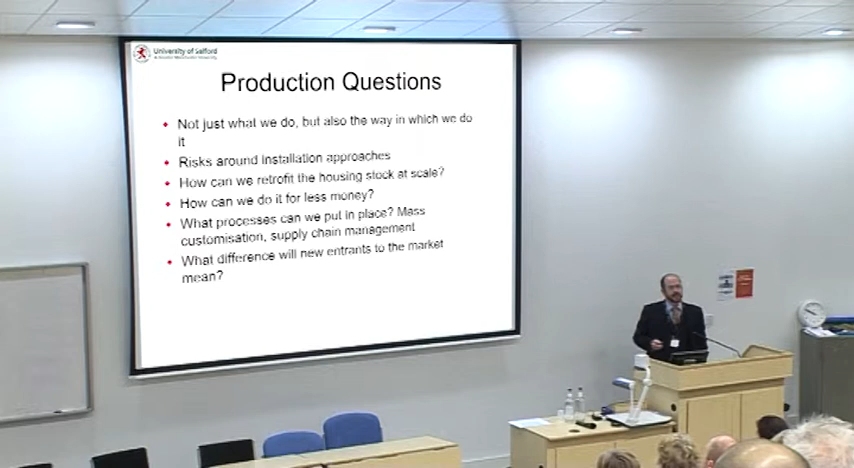 University of Salford
A Greater Manchester University
Production Questions
Not just what we do, but also the way in which we do
it
Risks around installation approaches
How can we retrofit the housing stock at scale?
How can we do it for less money?
What processes can we put in place? Mass
customisation, supply chain management
What difference will new entrants to the market
mean?